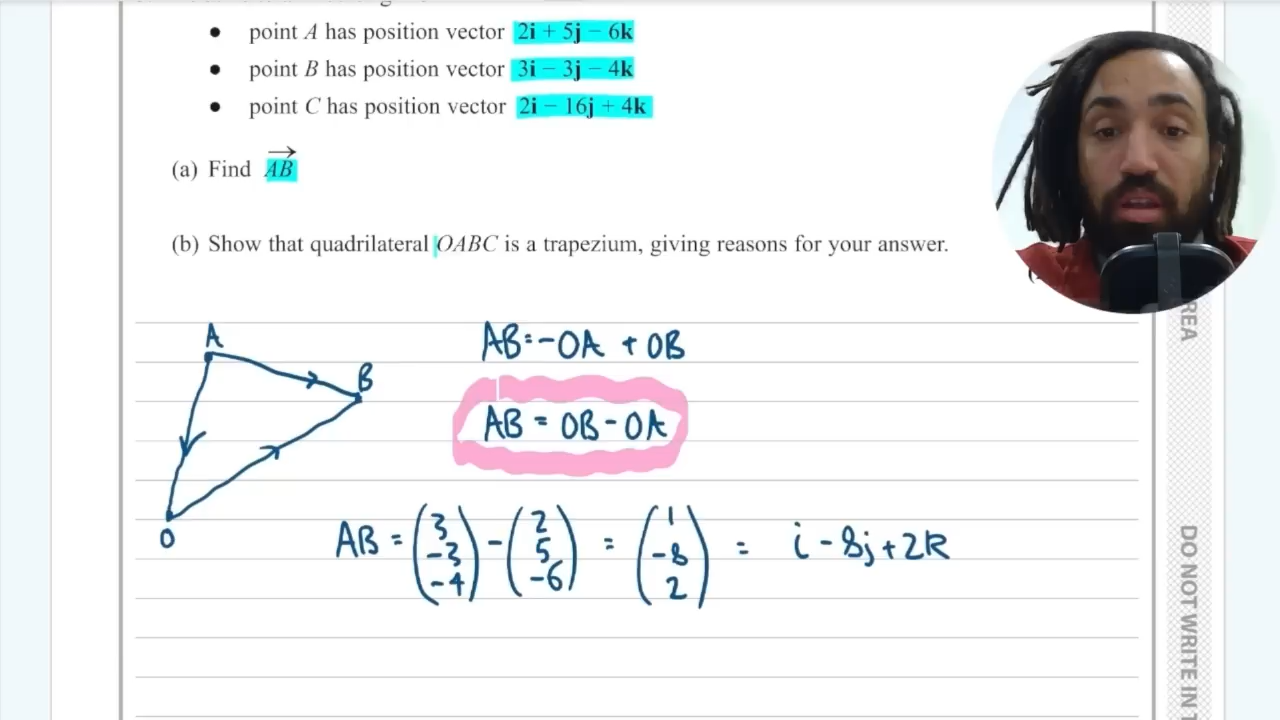 • point A has position vector 2i + 5j − 6k
• point B has position vector 3i − 3j − 4k
• point C has position vector 2i − 16j + 4k
(a) Find AB
(b) Show that quadrilateral OABC is a trapezium, giving reasons for your answer.
A
B
O
AB = -OA + OB
AB = OB - OA
AB = (3 -3 -4) - (2 5 -6) = (1 -8 2) = i - 8j + 2k
REA
DO NOT WRITE IN